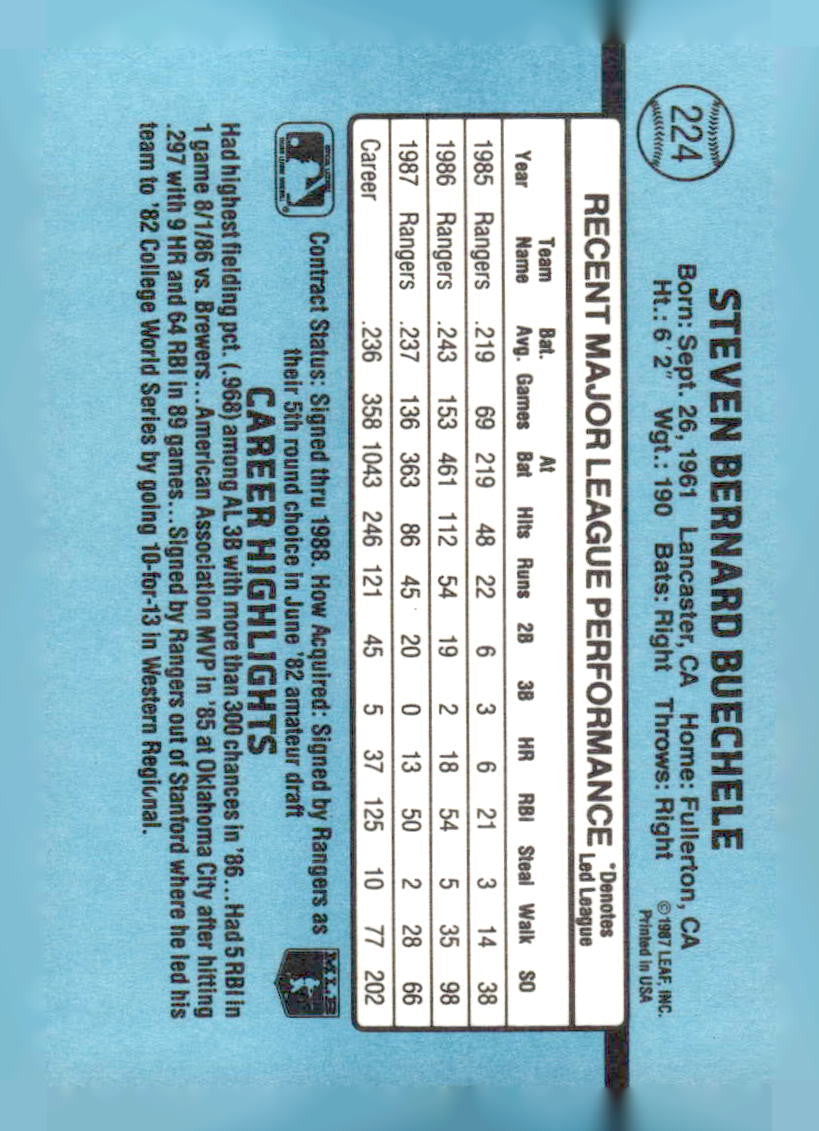 224
STEVEN BERNARD BUECHELE
Born: Sept. 26, 1961 Lancaster, CA Home: Fullerton, CA
Ht.: 6'2" Wgt.: 190 Bats: Right Throws: Right
©1987 LEAF, INC.
Printed in USA
RECENT MAJOR LEAGUE PERFORMANCE *Denotes Led League
Year Team Name Bat. Avg. Games At Bat Hits Runs 2B 3B HR RBI Steal Walk SO
1985 Rangers .219 69 219 48 22 6 3 6 21 3 14 38
1986 Rangers .243 153 461 112 54 19 2 18 54 5 35 98
1987 Rangers .237 136 363 86 45 20 0 13 50 2 28 66
Career .236 358 1043 246 121 45 5 37 125 10 77 202
Contract Status: Signed thru 1988. How Acquired: Signed by Rangers as
their 5th round choice in June '82 amateur draft
MLB
CAREER HIGHLIGHTS
Had highest fielding pct. (.968) among AL 3B with more than 300 chances in '86...Had 5 RBI in
1 game 8/1/86 vs. Brewers...American Association MVP in '85 at Oklahoma City after hitting
.297 with 9 HR and 64 RBI in 89 games...Signed by Rangers out of Stanford where he led his
team to '82 College World Series by going 10-for-13 in Western Regional.